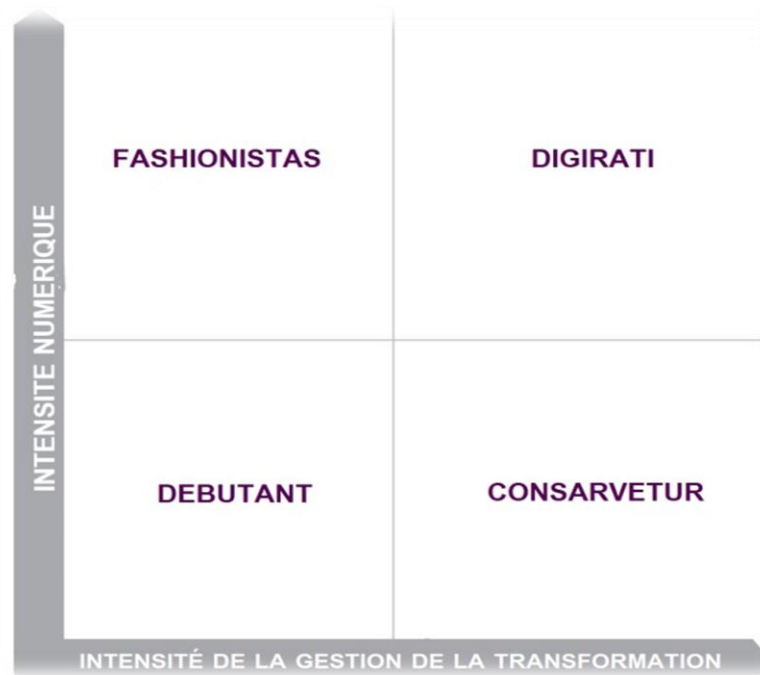 FASHIONISTAS
DIGIRATI
INTENSITE NUMERIQUE
DEBUTANT
CONSARVETUR
INTENSITÉ DE LA GESTION DE LA TRANSFORMATION